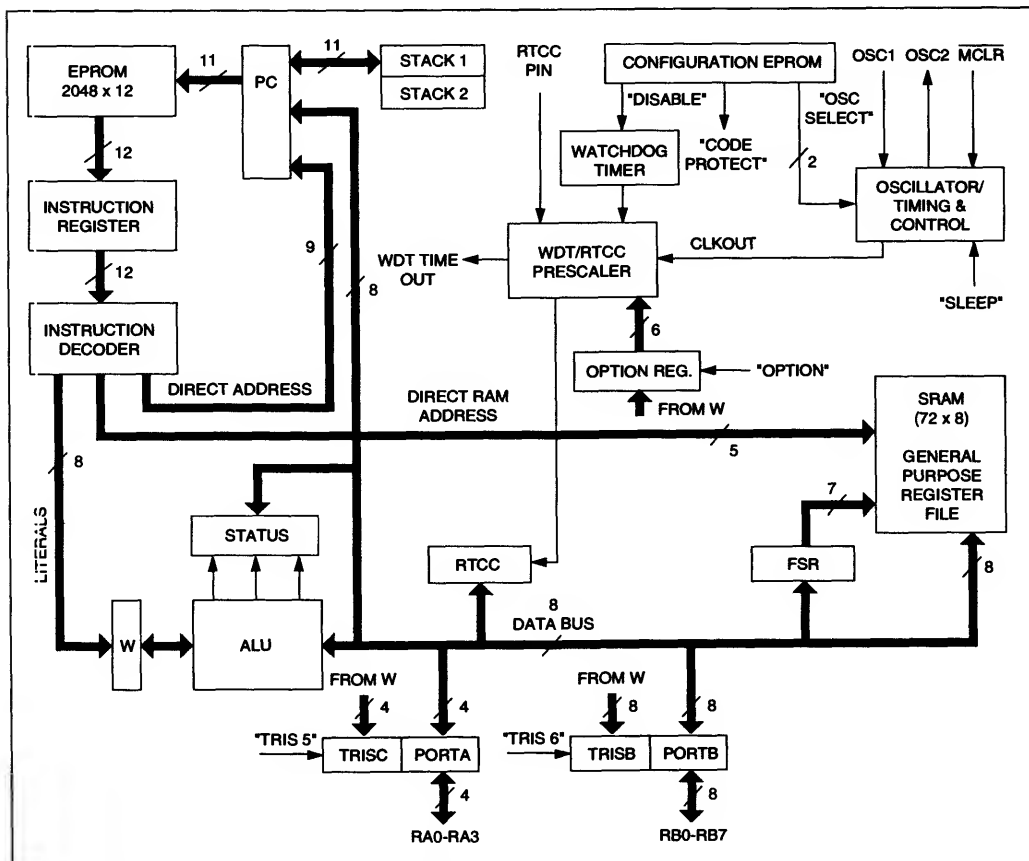 EPROM
2048 x 12
11
PC
11
STACK 1
STACK 2
RTCC
PIN
CONFIGURATION EPROM
OSC1
OSC2
MCLR
"DISABLE"
"CODE
PROTECT"
"OSC
SELECT"
2
WATCHDOG
TIMER
12
INSTRUCTION
REGISTER
12
INSTRUCTION
DECODER
9
8
WDT TIME
OUT
WDT/RTCC
PRESCALER
CLKOUT
OSCILLATOR/
TIMING &
CONTROL
"SLEEP"
6
OPTION REG.
"OPTION"
FROM W
DIRECT ADDRESS
DIRECT RAM
ADDRESS
5
SRAM
(72 x 8)
GENERAL
PURPOSE
REGISTER
FILE
8
LITERALS
STATUS
RTCC
7
FSR
8
W
ALU
8
DATA BUS
FROM W
4
4
"TRIS 5"
TRISC
PORTA
4
RA0-RA3
FROM W
8
8
"TRIS 6"
TRISB
PORTB
8
RB0-RB7